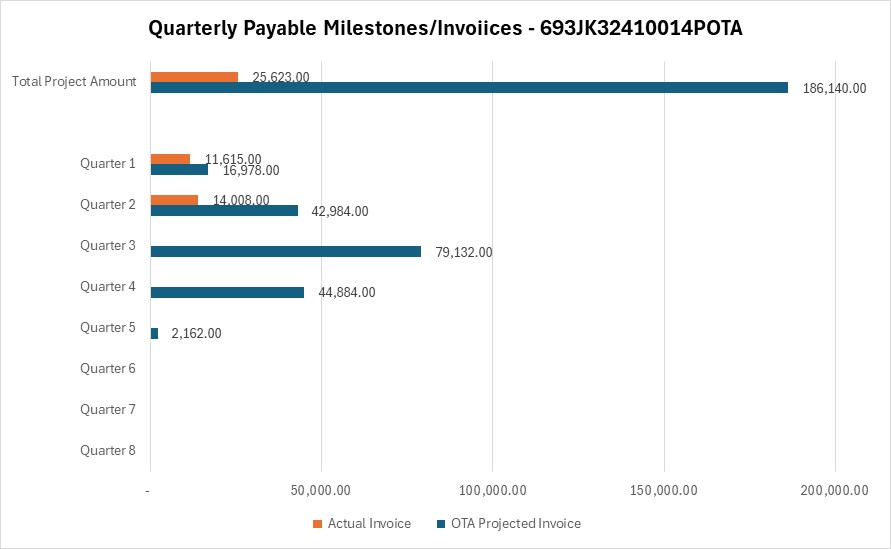 Quarterly Payable Milestones/Invoiices - 693JK32410014POTA
Total Project Amount
25,623.00
186,140.00
Quarter 1
11,615.00
16,978.00
Quarter 2
14,008.00
42,984.00
Quarter 3
79,132.00
Quarter 4
44,884.00
Quarter 5
2,162.00
Quarter 6
Quarter 7
Quarter 8
- 50,000.00 100,000.00 150,000.00 200,000.00
Actual Invoice OTA Projected Invoice